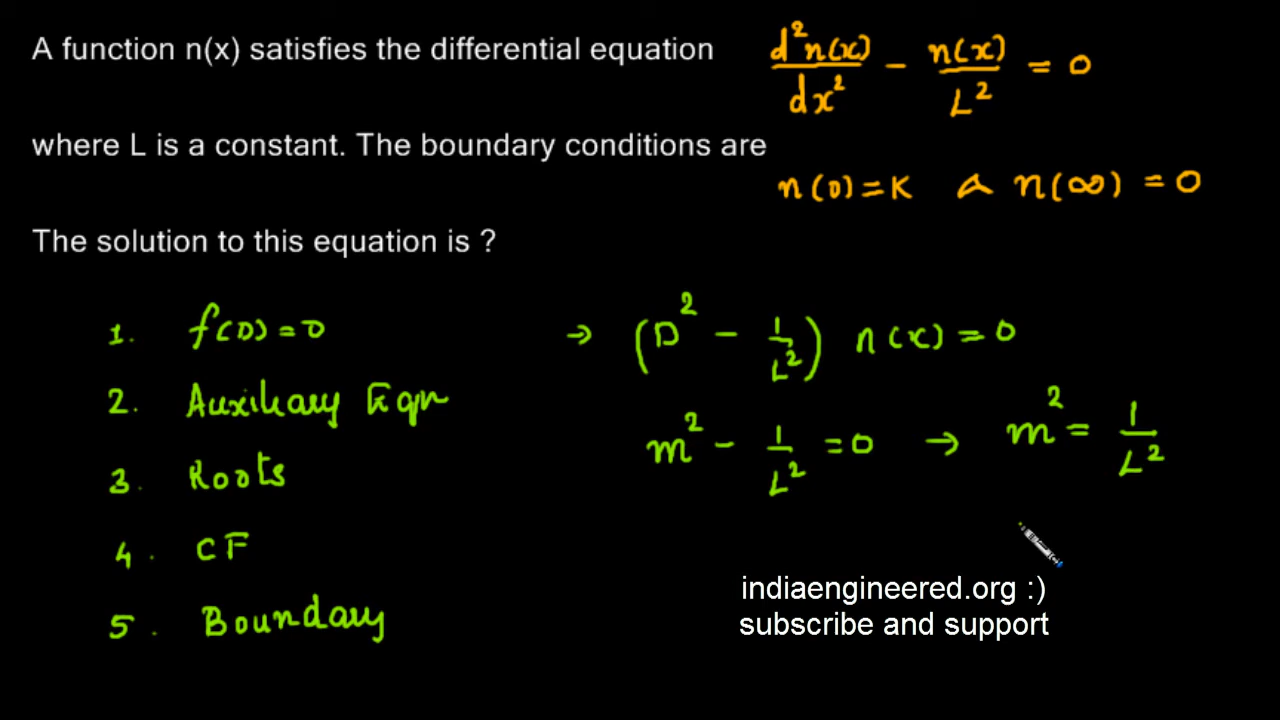 A function n(x) satisfies the differential equation d²n(x)/dx² − n(x)/L² = 0
where L is a constant. The boundary conditions are
n(0) = K & n(∞) = 0
The solution to this equation is ?
1. f(D) = 0 → (D² − 1/L²) n(x) = 0
2. Auxiliary Eqn
m² − 1/L² = 0 → m² = 1/L²
3. Roots
4. CF
5. Boundary
indiaengineered.org :)
subscribe and support